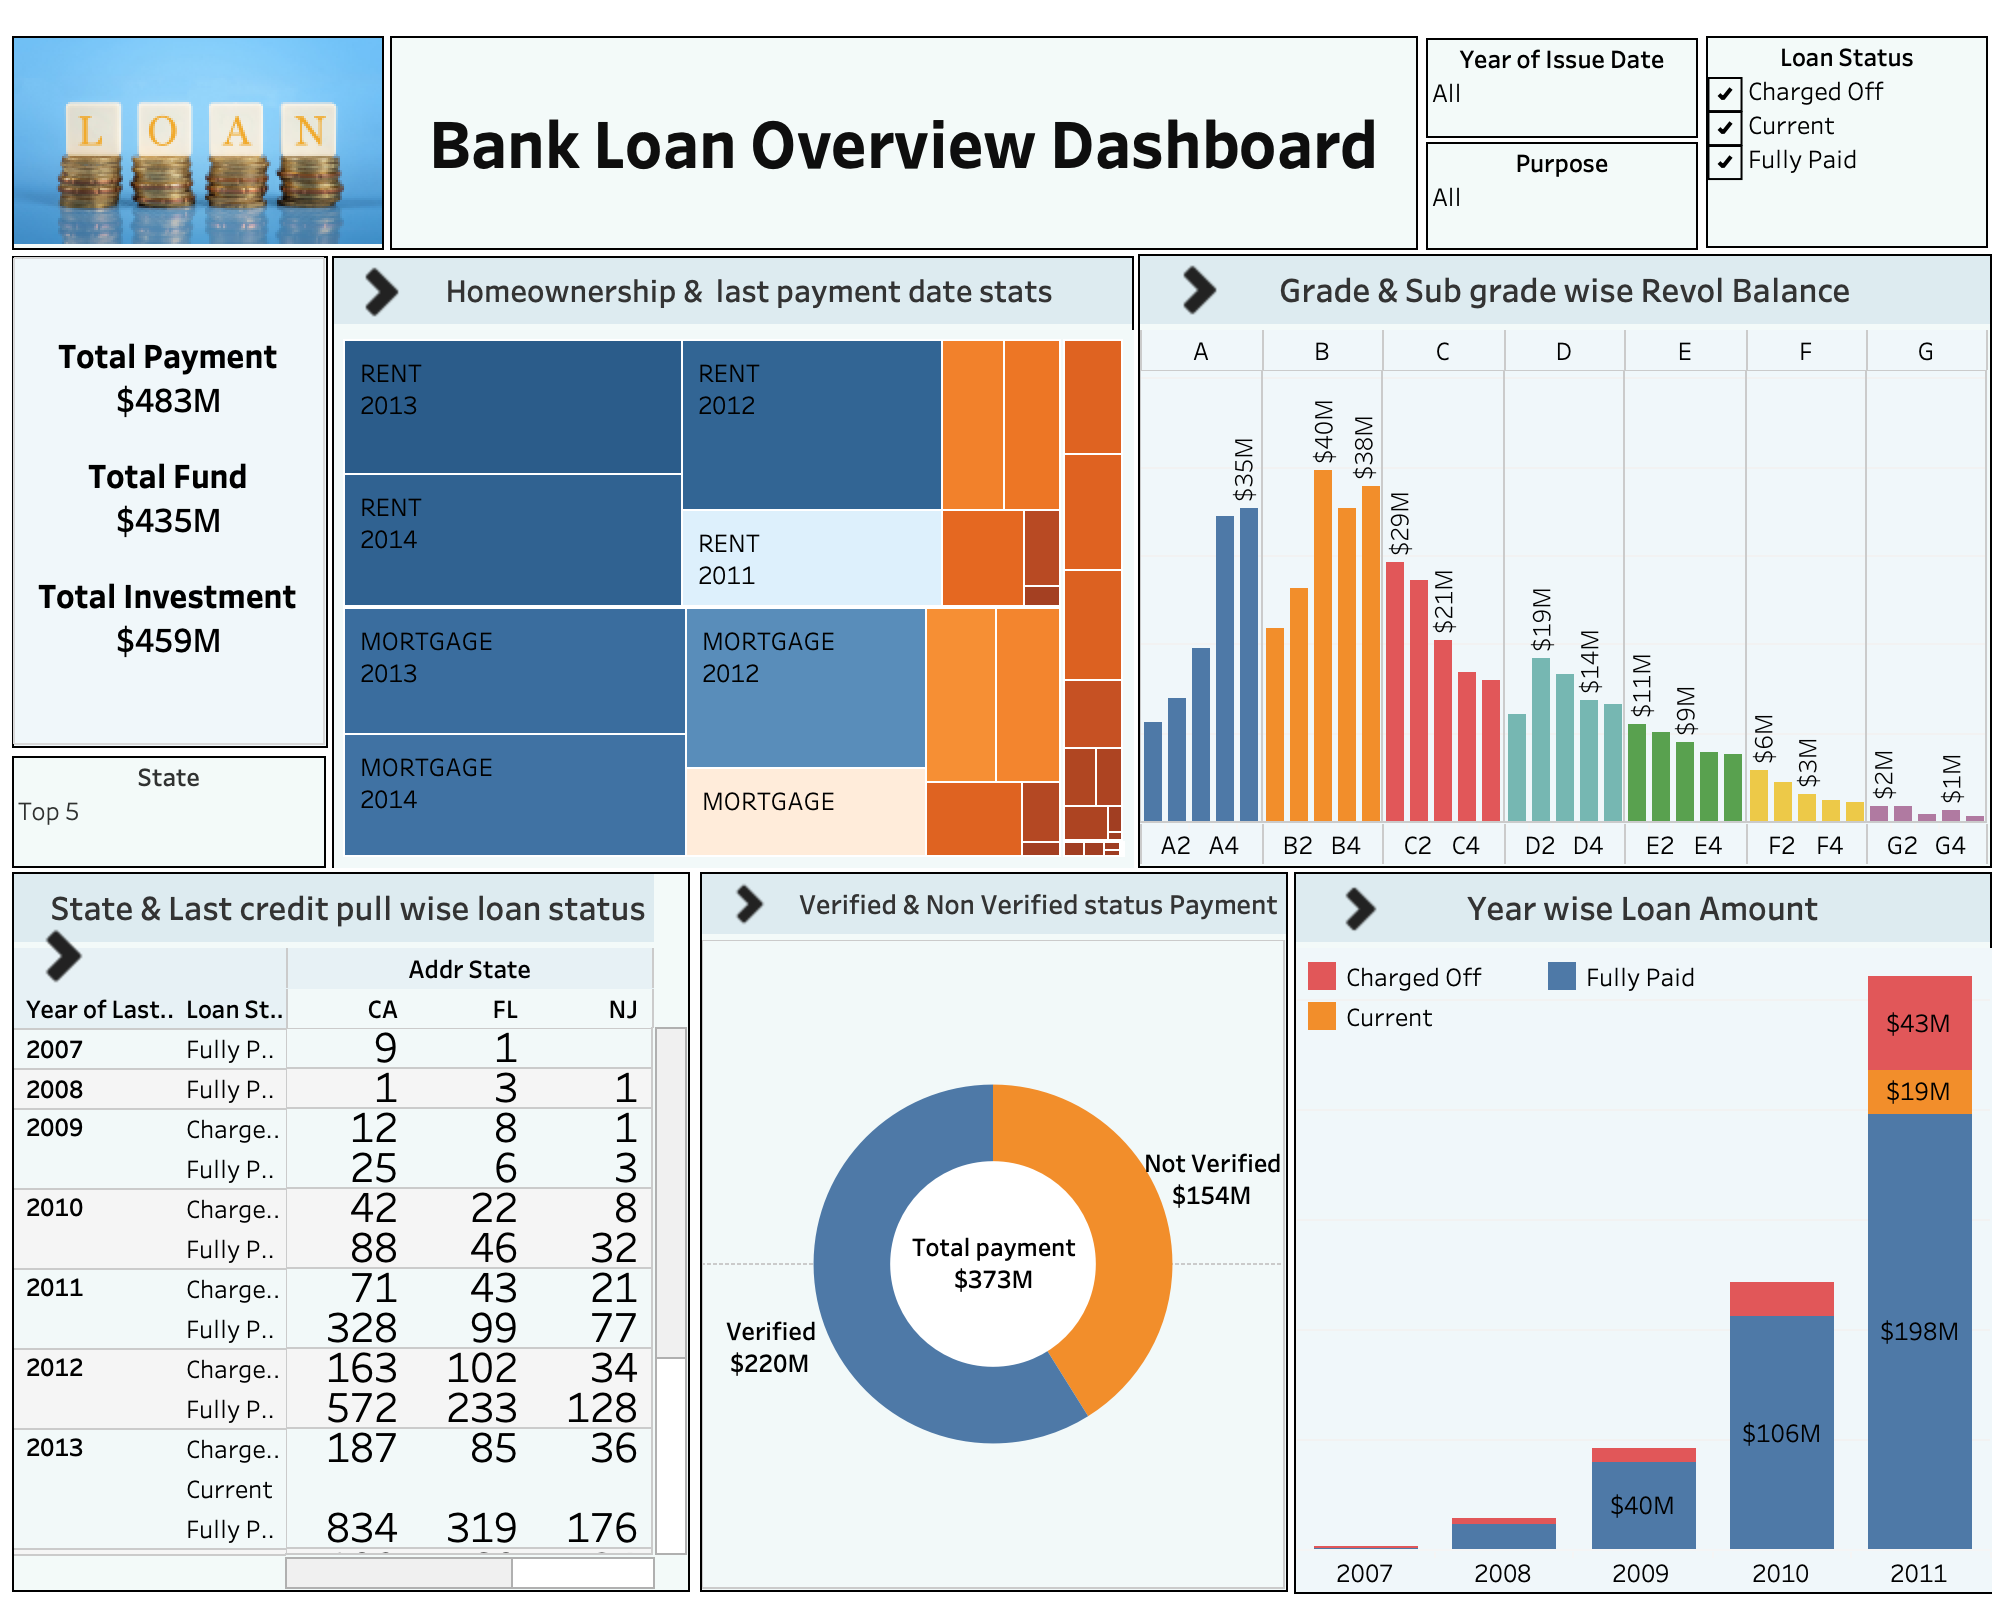 L O A N
Bank Loan Overview Dashboard
Year of Issue Date
All
Purpose
All
Loan Status
Charged Off
Current
Fully Paid
Total Payment
$483M
Total Fund
$435M
Total Investment
$459M
State
Top 5
Homeownership & last payment date stats
RENT
2013
RENT
2012
RENT
2014
RENT
2011
MORTGAGE
2013
MORTGAGE
2012
MORTGAGE
2014
MORTGAGE
Grade & Sub grade wise Revol Balance
A B C D E F G
$35M
$40M
$38M
$29M
$21M
$19M
$14M
$11M
$9M
$6M
$3M
$2M
$1M
A2 A4 B2 B4 C2 C4 D2 D4 E2 E4 F2 F4 G2 G4
State & Last credit pull wise loan status
Addr State
Year of Last.. Loan St.. CA FL NJ
2007 Fully P.. 9 1
2008 Fully P.. 1 3 1
2009 Charge.. 12 8 1
Fully P.. 25 6 3
2010 Charge.. 42 22 8
Fully P.. 88 46 32
2011 Charge.. 71 43 21
Fully P.. 328 99 77
2012 Charge.. 163 102 34
Fully P.. 572 233 128
2013 Charge.. 187 85 36
Current
Fully P.. 834 319 176
Verified & Non Verified status Payment
Not Verified
$154M
Total payment
$373M
Verified
$220M
Year wise Loan Amount
Charged Off Fully Paid
Current
$43M
$19M
$198M
$106M
$40M
2007 2008 2009 2010 2011